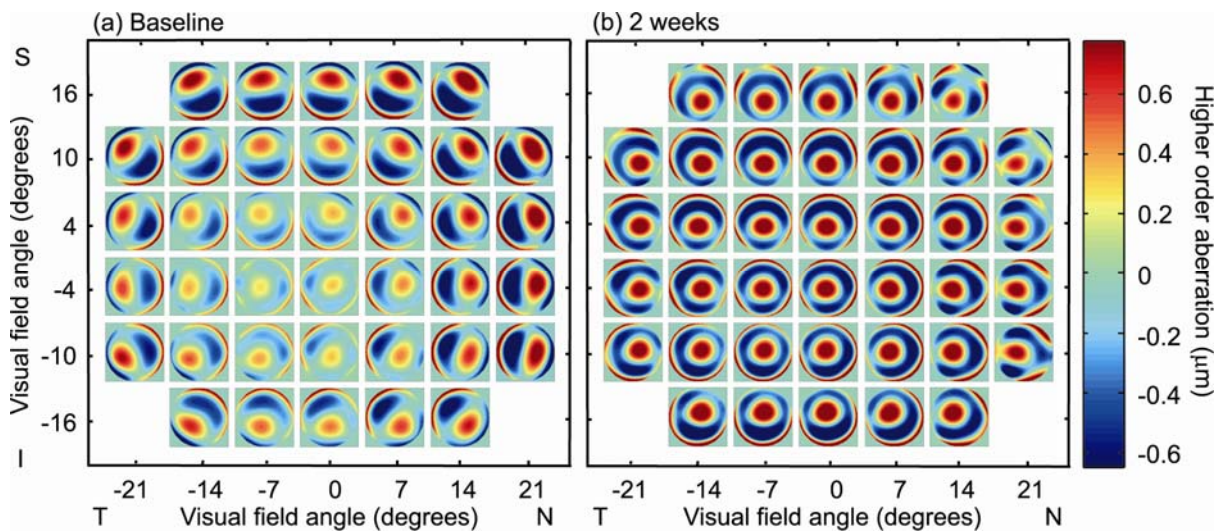 (a) Baseline
(b) 2 weeks
S
16
10
4
-4
-10
-16
I
Visual field angle (degrees)
-21 -14 -7 0 7 14 21
T Visual field angle (degrees) N
-21 -14 -7 0 7 14 21
T Visual field angle (degrees) N
0.6
0.4
0.2
0
-0.2
-0.4
-0.6
Higher order aberration (µm)